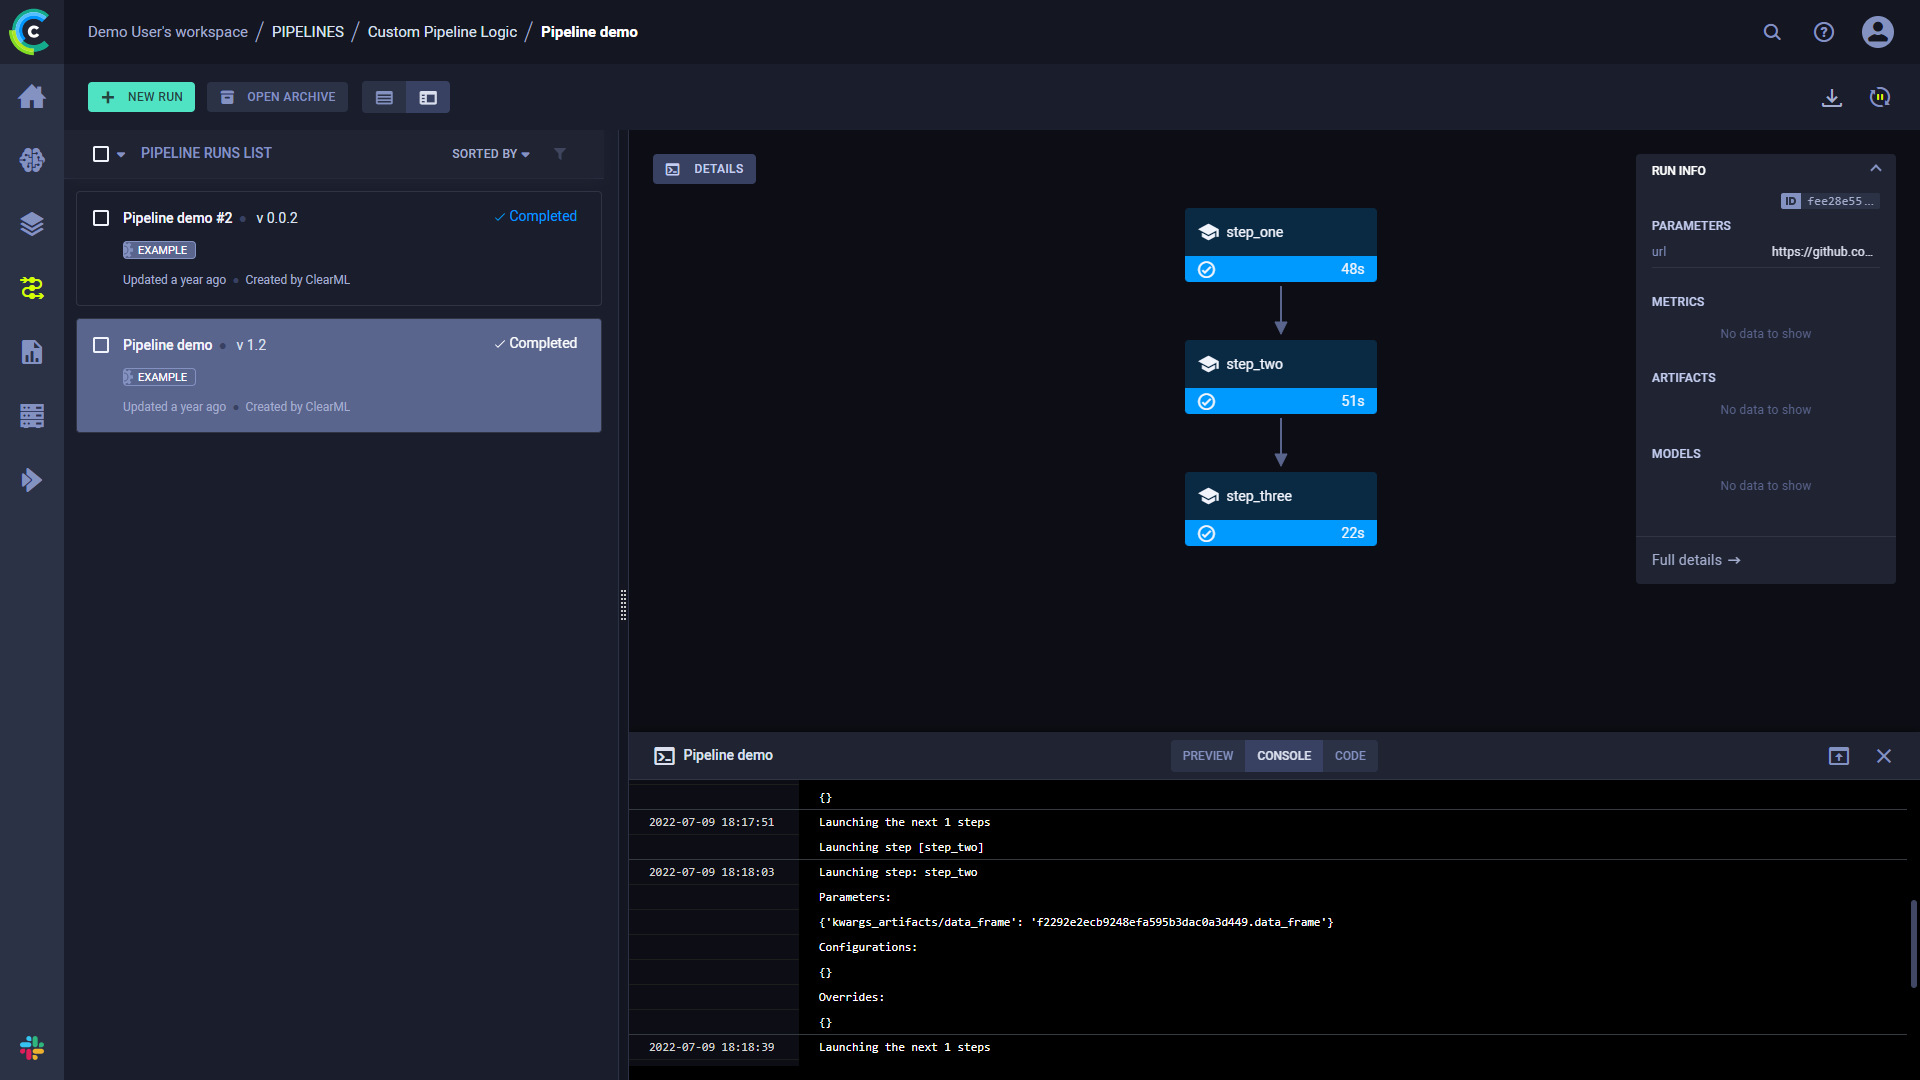 Demo User's workspace / PIPELINES / Custom Pipeline Logic / Pipeline demo
NEW RUN
OPEN ARCHIVE
PIPELINE RUNS LIST
SORTED BY
Pipeline demo #2 • v 0.0.2
Completed
EXAMPLE
Updated a year ago • Created by ClearML
Pipeline demo • v 1.2
Completed
EXAMPLE
Updated a year ago • Created by ClearML
DETAILS
step_one
48s
step_two
51s
step_three
22s
RUN INFO
ID fee28e55...
PARAMETERS
url https://github.co...
METRICS
No data to show
ARTIFACTS
No data to show
MODELS
No data to show
Full details →
Pipeline demo
PREVIEW CONSOLE CODE
{}
2022-07-09 18:17:51 Launching the next 1 steps
Launching step [step_two]
2022-07-09 18:18:03 Launching step: step_two
Parameters:
{'kwargs_artifacts/data_frame': 'f2292e2ecb9248efa595b3dac0a3d449.data_frame'}
Configurations:
{}
Overrides:
{}
2022-07-09 18:18:39 Launching the next 1 steps